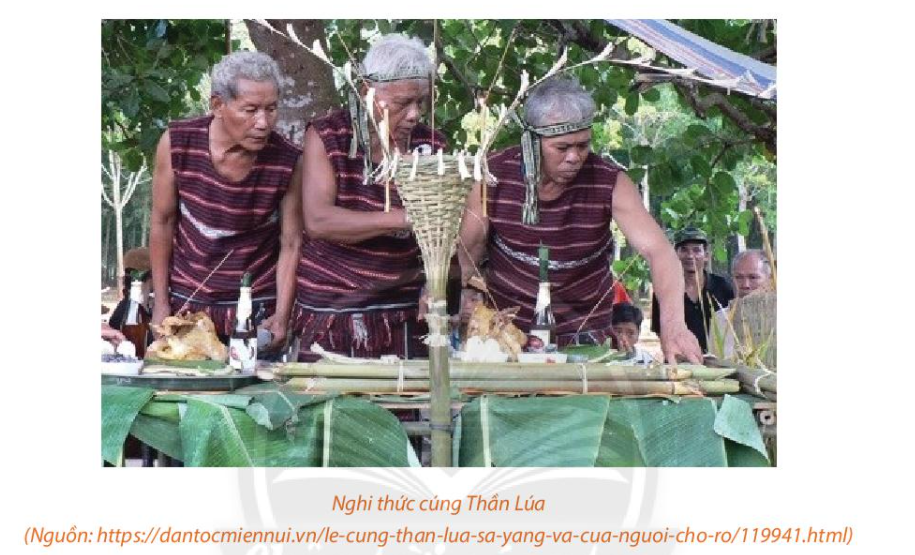 Nghi thức cúng Thần Lúa
(Nguồn: https://dantocmiennui.vn/le-cung-than-lua-sa-yang-va-cua-nguoi-cho-ro/119941.html)